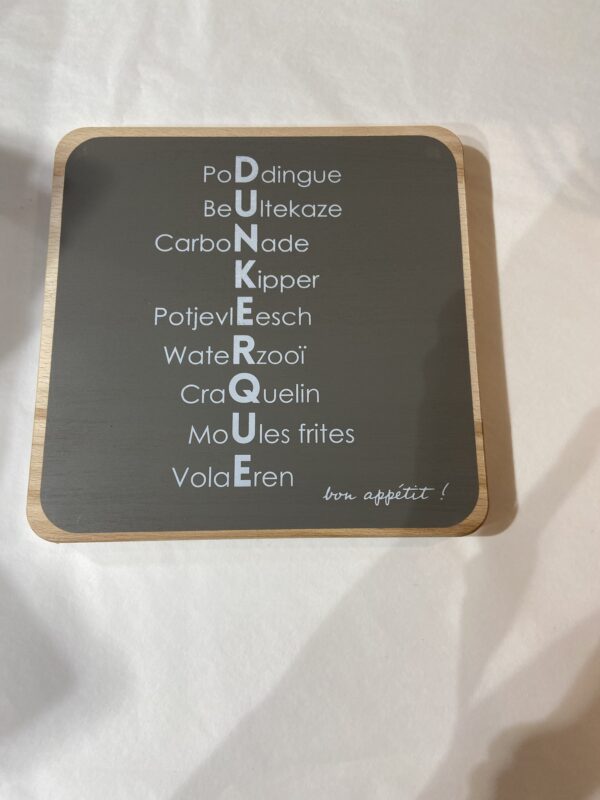 PoDdingue
BeUltekaze
CarboNade
Kipper
PotjevlEesch
WateRzooï
CraQuelin
MoUles frites
VolaEren
bon appétit !